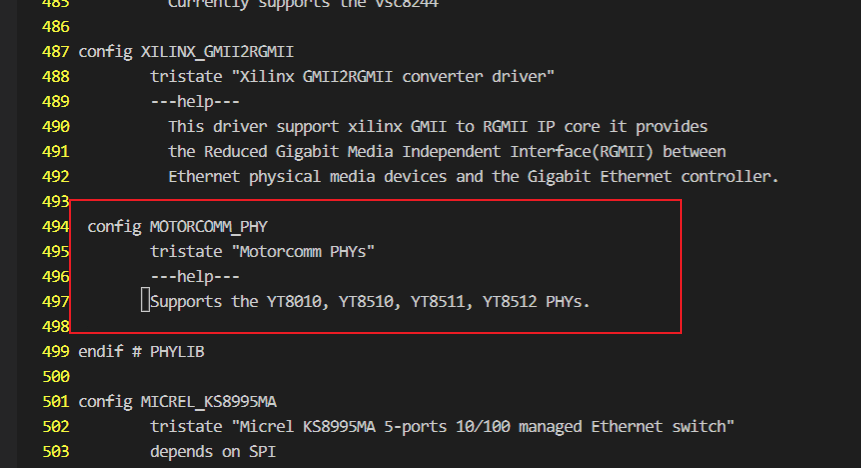 485 Currently supports the vsc8244
486
487 config XILINX_GMII2RGMII
488 tristate "Xilinx GMII2RGMII converter driver"
489 ---help---
490 This driver support xilinx GMII to RGMII IP core it provides
491 the Reduced Gigabit Media Independent Interface(RGMII) between
492 Ethernet physical media devices and the Gigabit Ethernet controller.
493
494 config MOTORCOMM_PHY
495 tristate "Motorcomm PHYs"
496 ---help---
497 Supports the YT8010, YT8510, YT8511, YT8512 PHYs.
498
499 endif # PHYLIB
500
501 config MICREL_KS8995MA
502 tristate "Micrel KS8995MA 5-ports 10/100 managed Ethernet switch"
503 depends on SPI